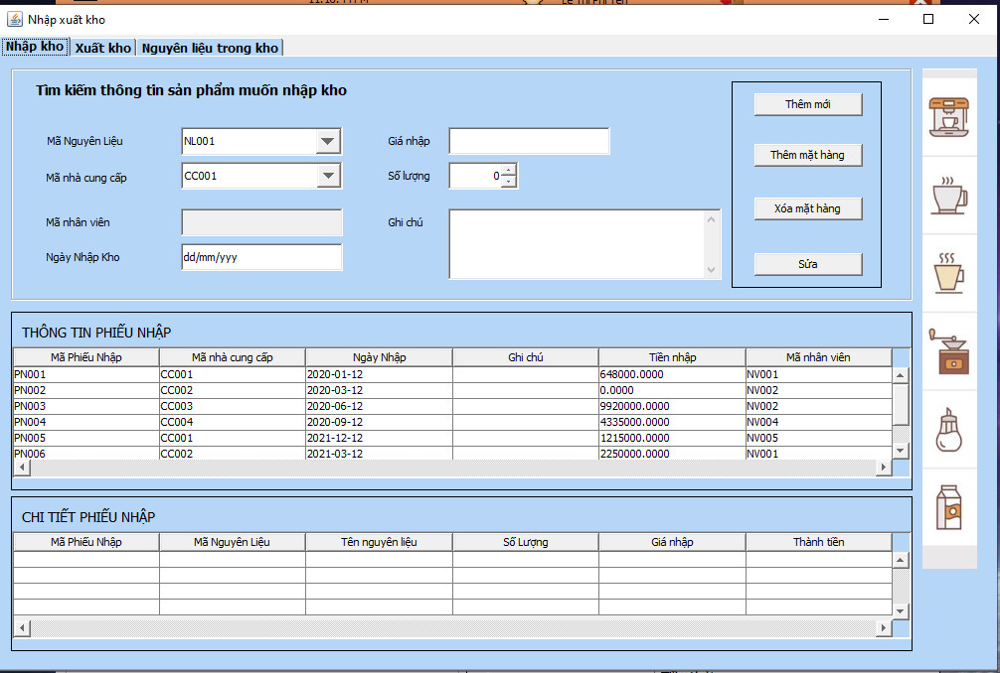 Nhập xuất kho
Nhập kho Xuất kho Nguyên liệu trong kho
Tìm kiếm thông tin sản phẩm muốn nhập kho
Mã Nguyên Liệu NL001 Giá nhập
Mã nhà cung cấp CC001 Số lượng 0
Mã nhân viên Ghi chú
Ngày Nhập Kho dd/mm/yyy
Thêm mới
Thêm mặt hàng
Xóa mặt hàng
Sửa
THÔNG TIN PHIẾU NHẬP
Mã Phiếu Nhập Mã nhà cung cấp Ngày Nhập Ghi chú Tiền nhập Mã nhân viên
PN001 CC001 2020-01-12 648000.0000 NV001
PN002 CC002 2020-03-12 0.0000 NV002
PN003 CC003 2020-06-12 9920000.0000 NV002
PN004 CC004 2020-09-12 4335000.0000 NV004
PN005 CC001 2021-12-12 1215000.0000 NV005
PN006 CC002 2021-03-12 2250000.0000 NV001
CHI TIẾT PHIẾU NHẬP
Mã Phiếu Nhập Mã Nguyên Liệu Tên nguyên liệu Số Lượng Giá nhập Thành tiền